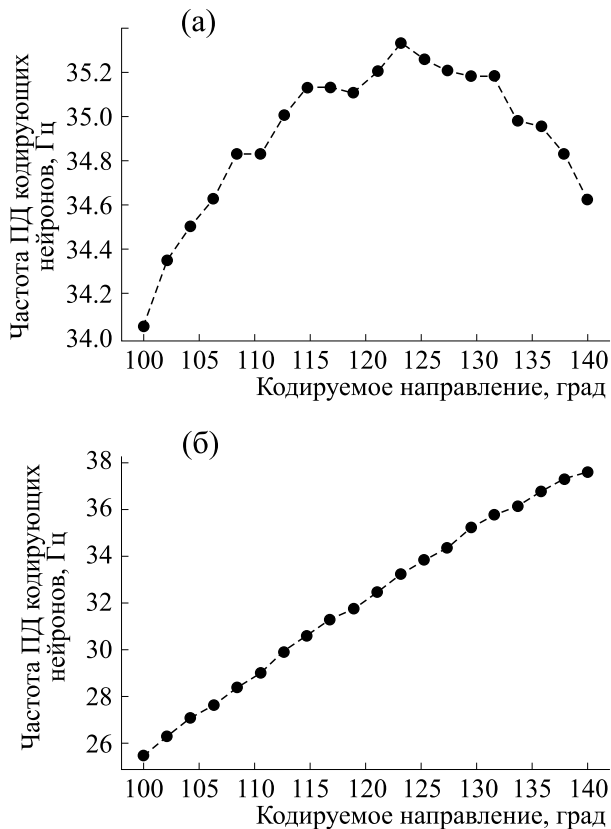 (а)
Частота ПД кодирующих
нейронов, Гц
35.2
35.0
34.8
34.6
34.4
34.2
34.0
100 105 110 115 120 125 130 135 140
Кодируемое направление, град
(б)
Частота ПД кодирующих
нейронов, Гц
38
36
34
32
30
28
26
100 105 110 115 120 125 130 135 140
Кодируемое направление, град